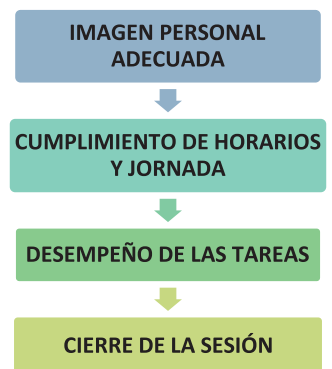 IMAGEN PERSONAL
ADECUADA
CUMPLIMIENTO DE HORARIOS
Y JORNADA
DESEMPEÑO DE LAS TAREAS
CIERRE DE LA SESIÓN